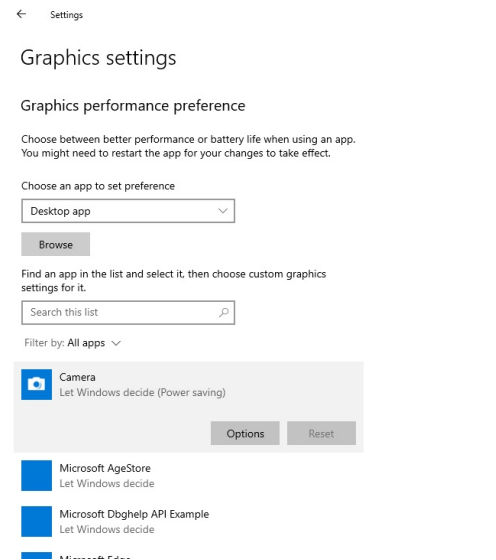 Settings
Graphics settings
Graphics performance preference
Choose between better performance or battery life when using an app.
You might need to restart the app for your changes to take effect.
Choose an app to set preference
Desktop app
Browse
Find an app in the list and select it, then choose custom graphics
settings for it.
Search this list
Filter by: All apps
Camera
Let Windows decide (Power saving)
Options Reset
Microsoft AgeStore
Let Windows decide
Microsoft Dbghelp API Example
Let Windows decide
Microsoft Edge